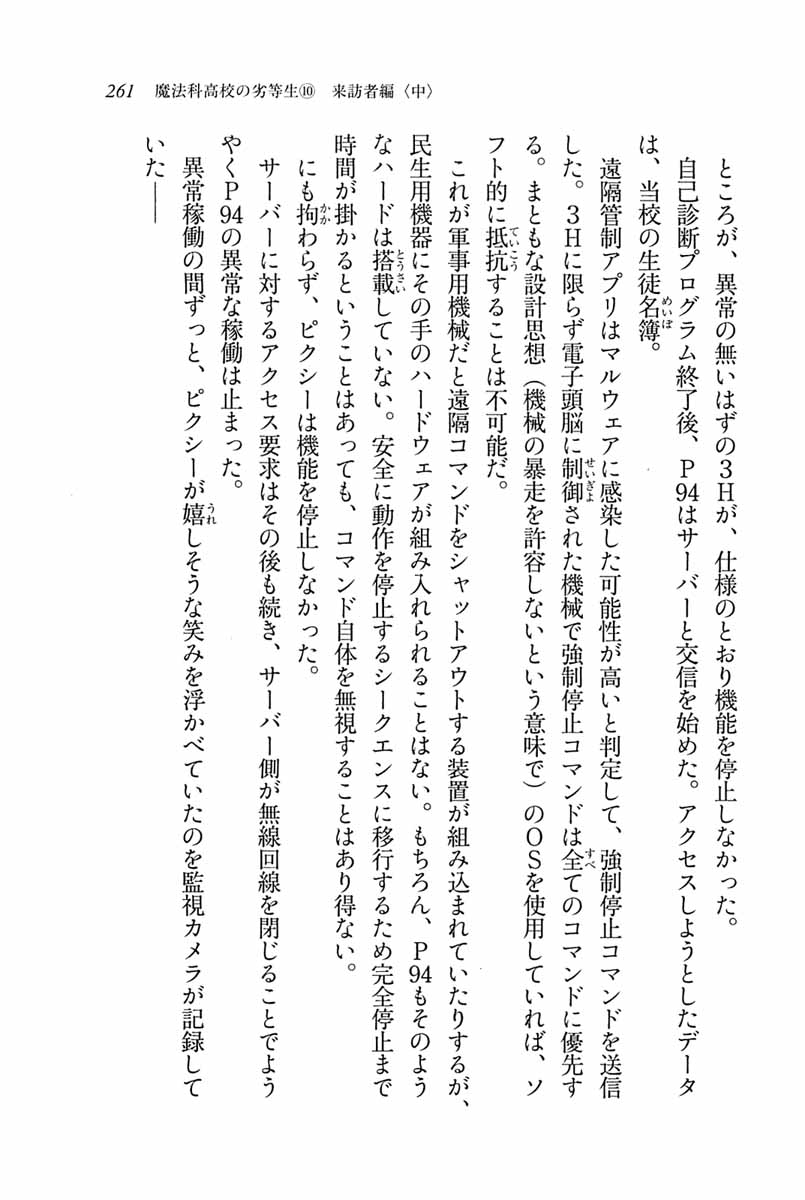 261 魔法科高校の劣等生⑩ 来訪者編〈中〉
ところが、異常の無いはずの3Hが、仕様のとおり機能を停止しなかった。
自己診断プログラム終了後、P94はサーバーと交信を始めた。アクセスしようとしたデータ
は、当校の生徒名簿。
遠隔管制アプリはマルウェアに感染した可能性が高いと判定して、強制停止コマンドを送信
した。3Hに限らず電子頭脳に制御された機械で強制停止コマンドは全てのコマンドに優先す
る。まともな設計思想（機械の暴走を許容しないという意味で）のOSを使用していれば、ソ
フト的に抵抗することは不可能だ。
これが軍事用機械だと遠隔コマンドをシャットアウトする装置が組み込まれていたりするが、
民生用機器にその手のハードウェアが組み入れられることはない。もちろん、P94もそのよう
なハードは搭載していない。安全に動作を停止するシークエンスに移行するため完全停止まで
時間が掛かるということはあっても、コマンド自体を無視することはあり得ない。
にも拘わらず、ピクシーは機能を停止しなかった。
サーバーに対するアクセス要求はその後も続き、サーバー側が無線回線を閉じることでよう
やくP94の異常な稼働は止まった。
異常稼働の間ずっと、ピクシーが嬉しそうな笑みを浮かべていたのを監視カメラが記録して
いた――